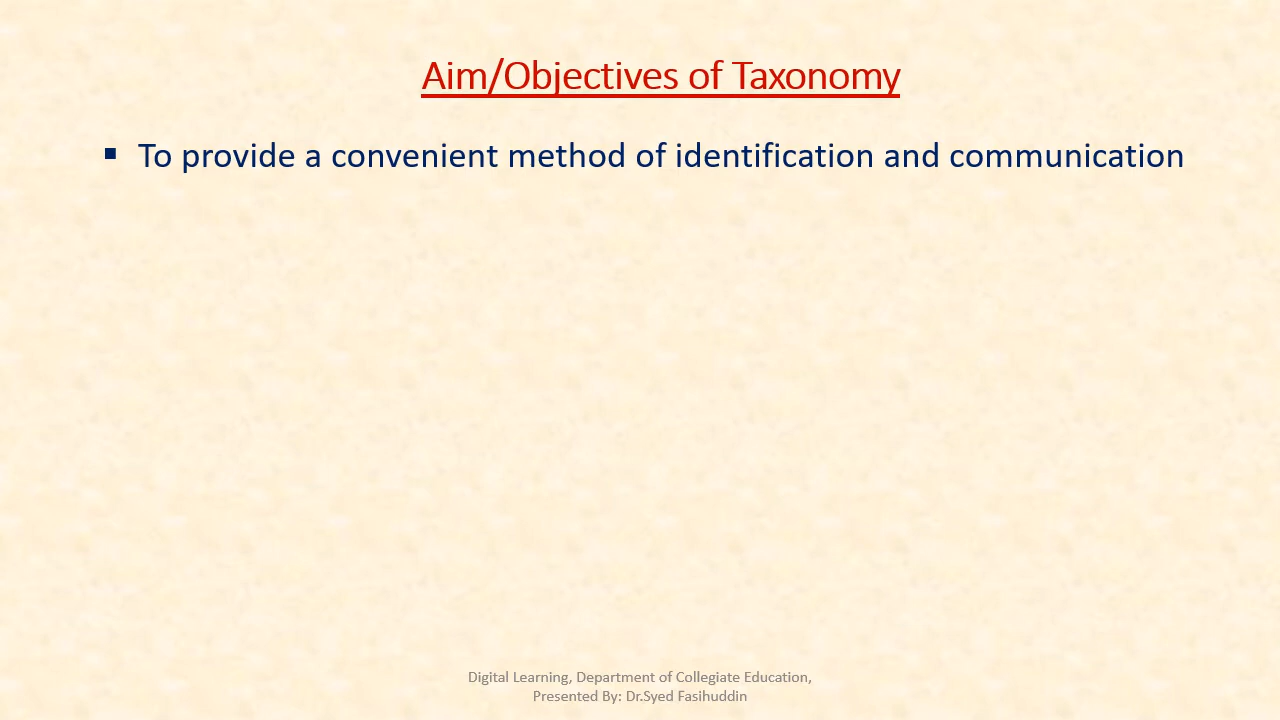 Aim/Objectives of Taxonomy
▪ To provide a convenient method of identification and communication
Digital Learning, Department of Collegiate Education,
Presented By: Dr.Syed Fasihuddin